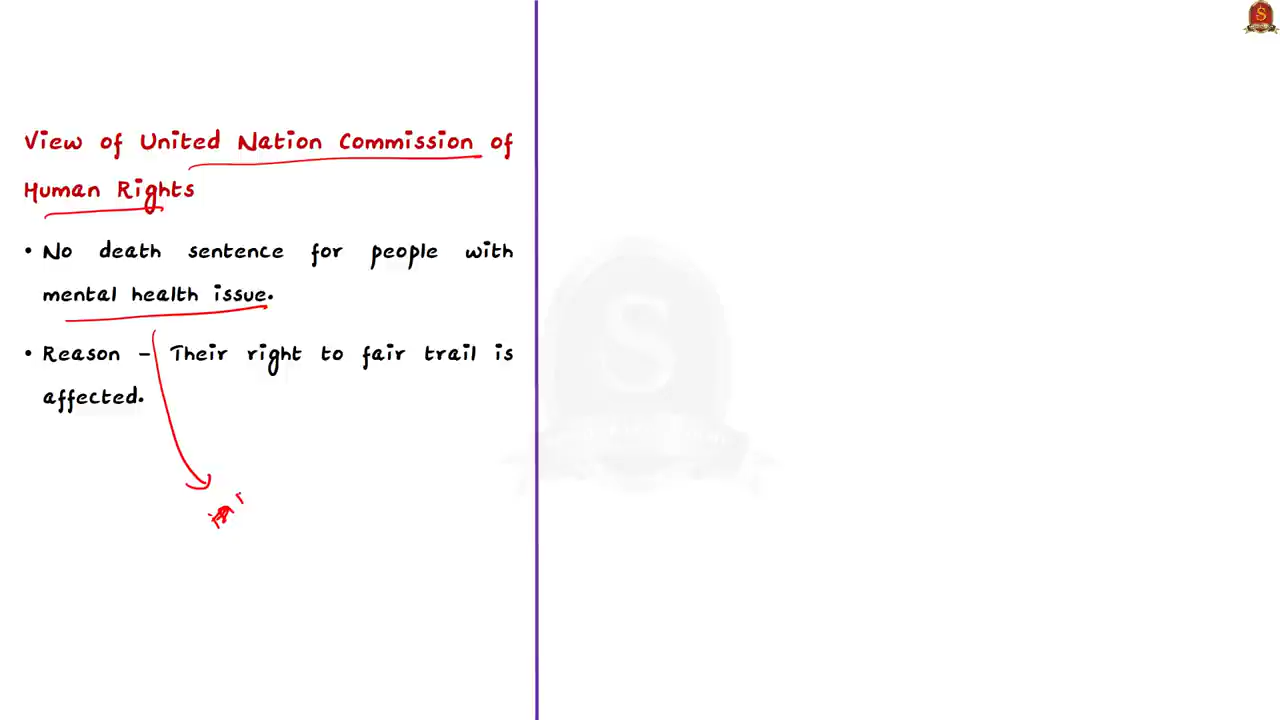 View of United Nation Commission of
Human Rights
• No death sentence for people with
mental health issue.
• Reason - Their right to fair trail is
affected.
S